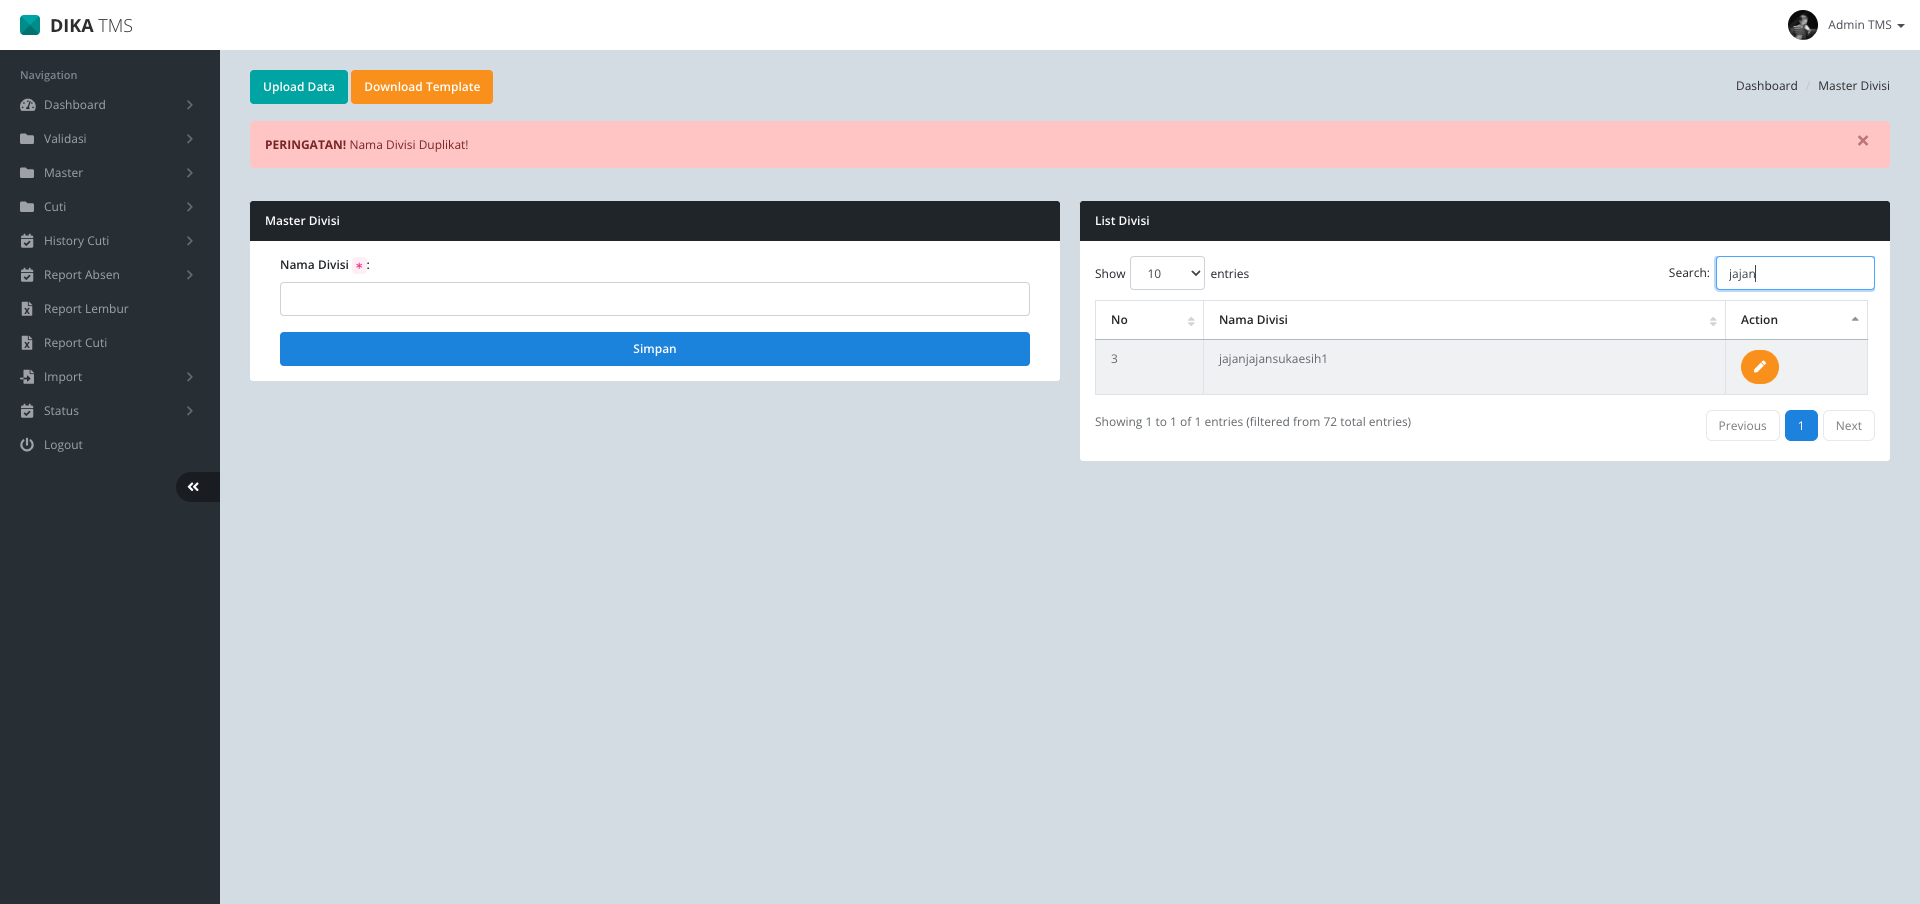 DIKA TMS
Admin TMS
Navigation
Dashboard
Validasi
Master
Cuti
History Cuti
Report Absen
Report Lembur
Report Cuti
Import
Status
Logout
Upload Data
Download Template
Dashboard / Master Divisi
PERINGATAN! Nama Divisi Duplikat!
×
Master Divisi
Nama Divisi * :
Simpan
List Divisi
Show 10 entries
Search: jajan
No Nama Divisi Action
3 jajanjajansukaesih1
Showing 1 to 1 of 1 entries (filtered from 72 total entries)
Previous 1 Next